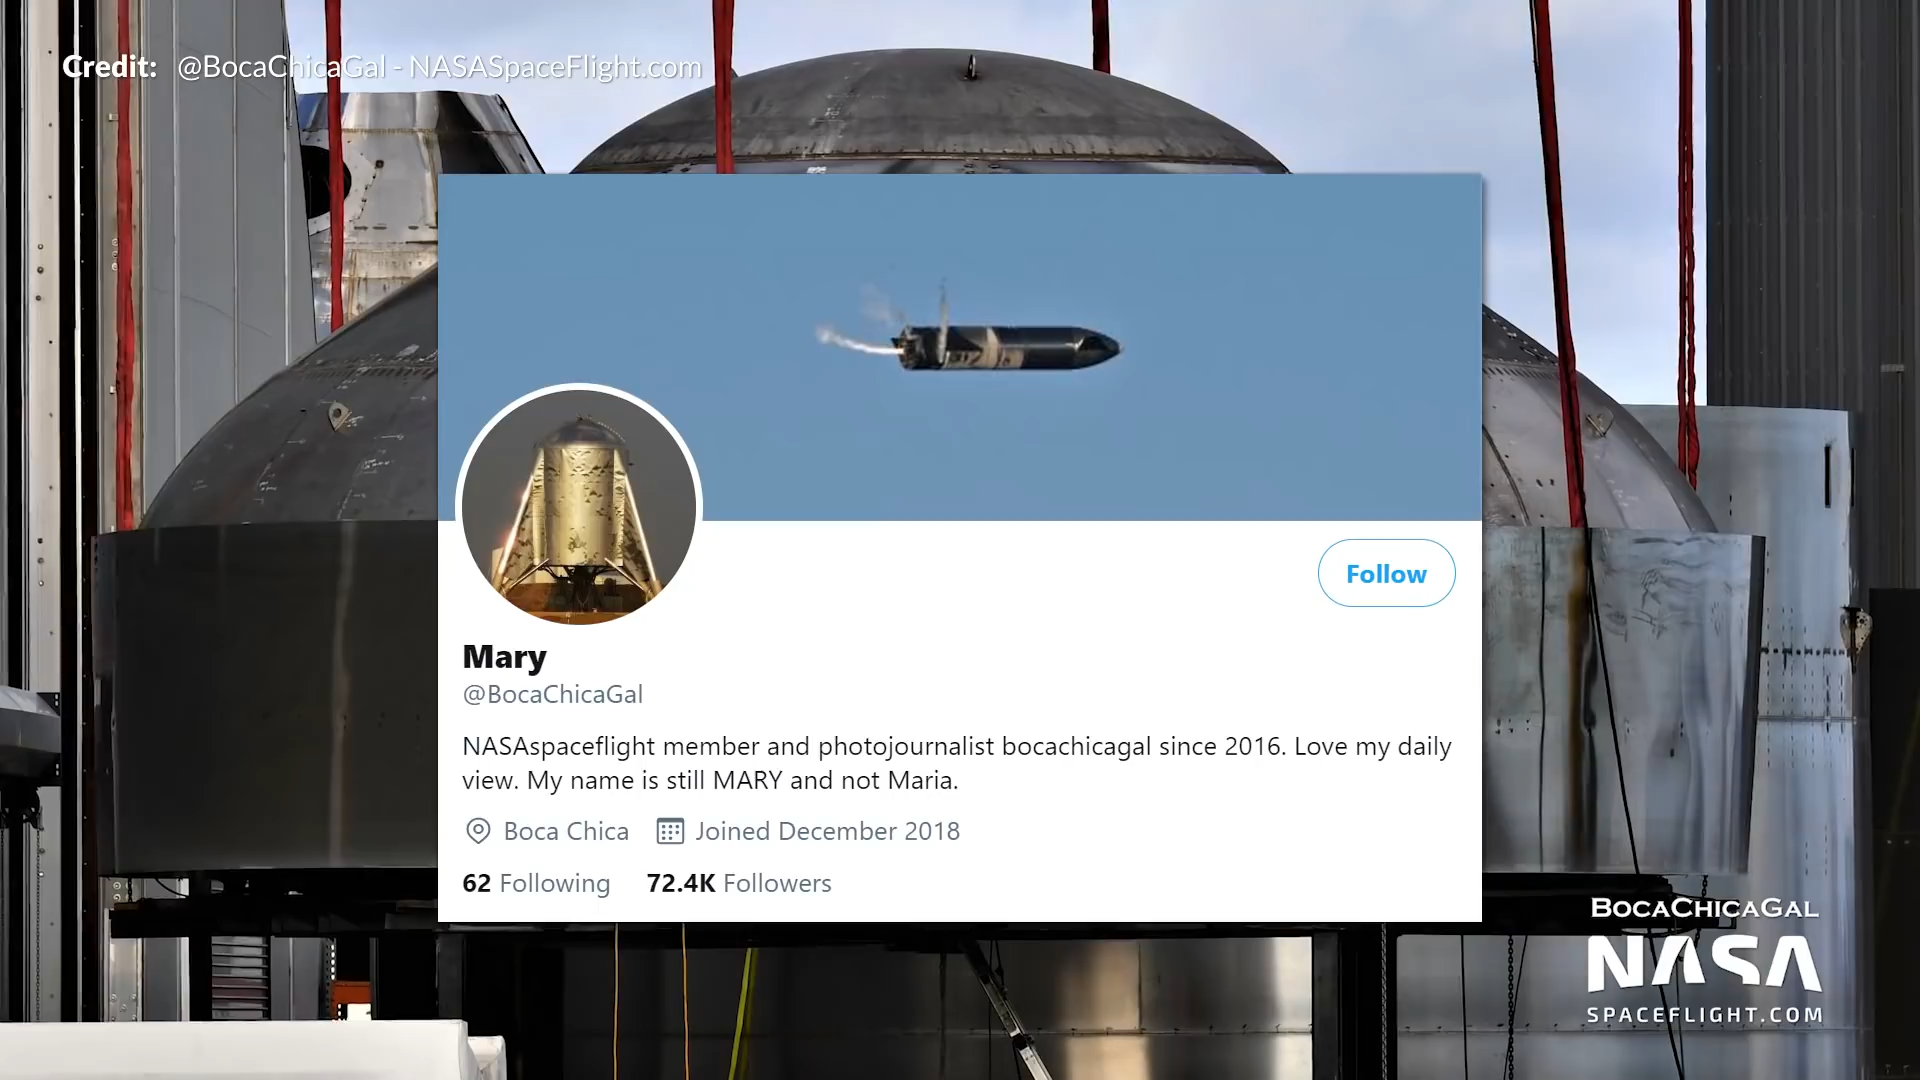 Credit: @BocaChicaGal - NASASpaceFlight.com
Follow
Mary
@BocaChicaGal
NASAspaceflight member and photojournalist bocachicagal since 2016. Love my daily
view. My name is still MARY and not Maria.
Boca Chica Joined December 2018
62 Following 72.4K Followers
BOCACHICAGAL
NASA
SPACEFLIGHT.COM